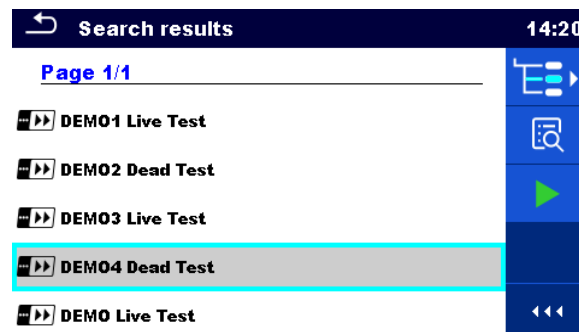 Search results
14:20
Page 1/1
DEMO1 Live Test
DEMO2 Dead Test
DEMO3 Live Test
DEMO4 Dead Test
DEMO Live Test